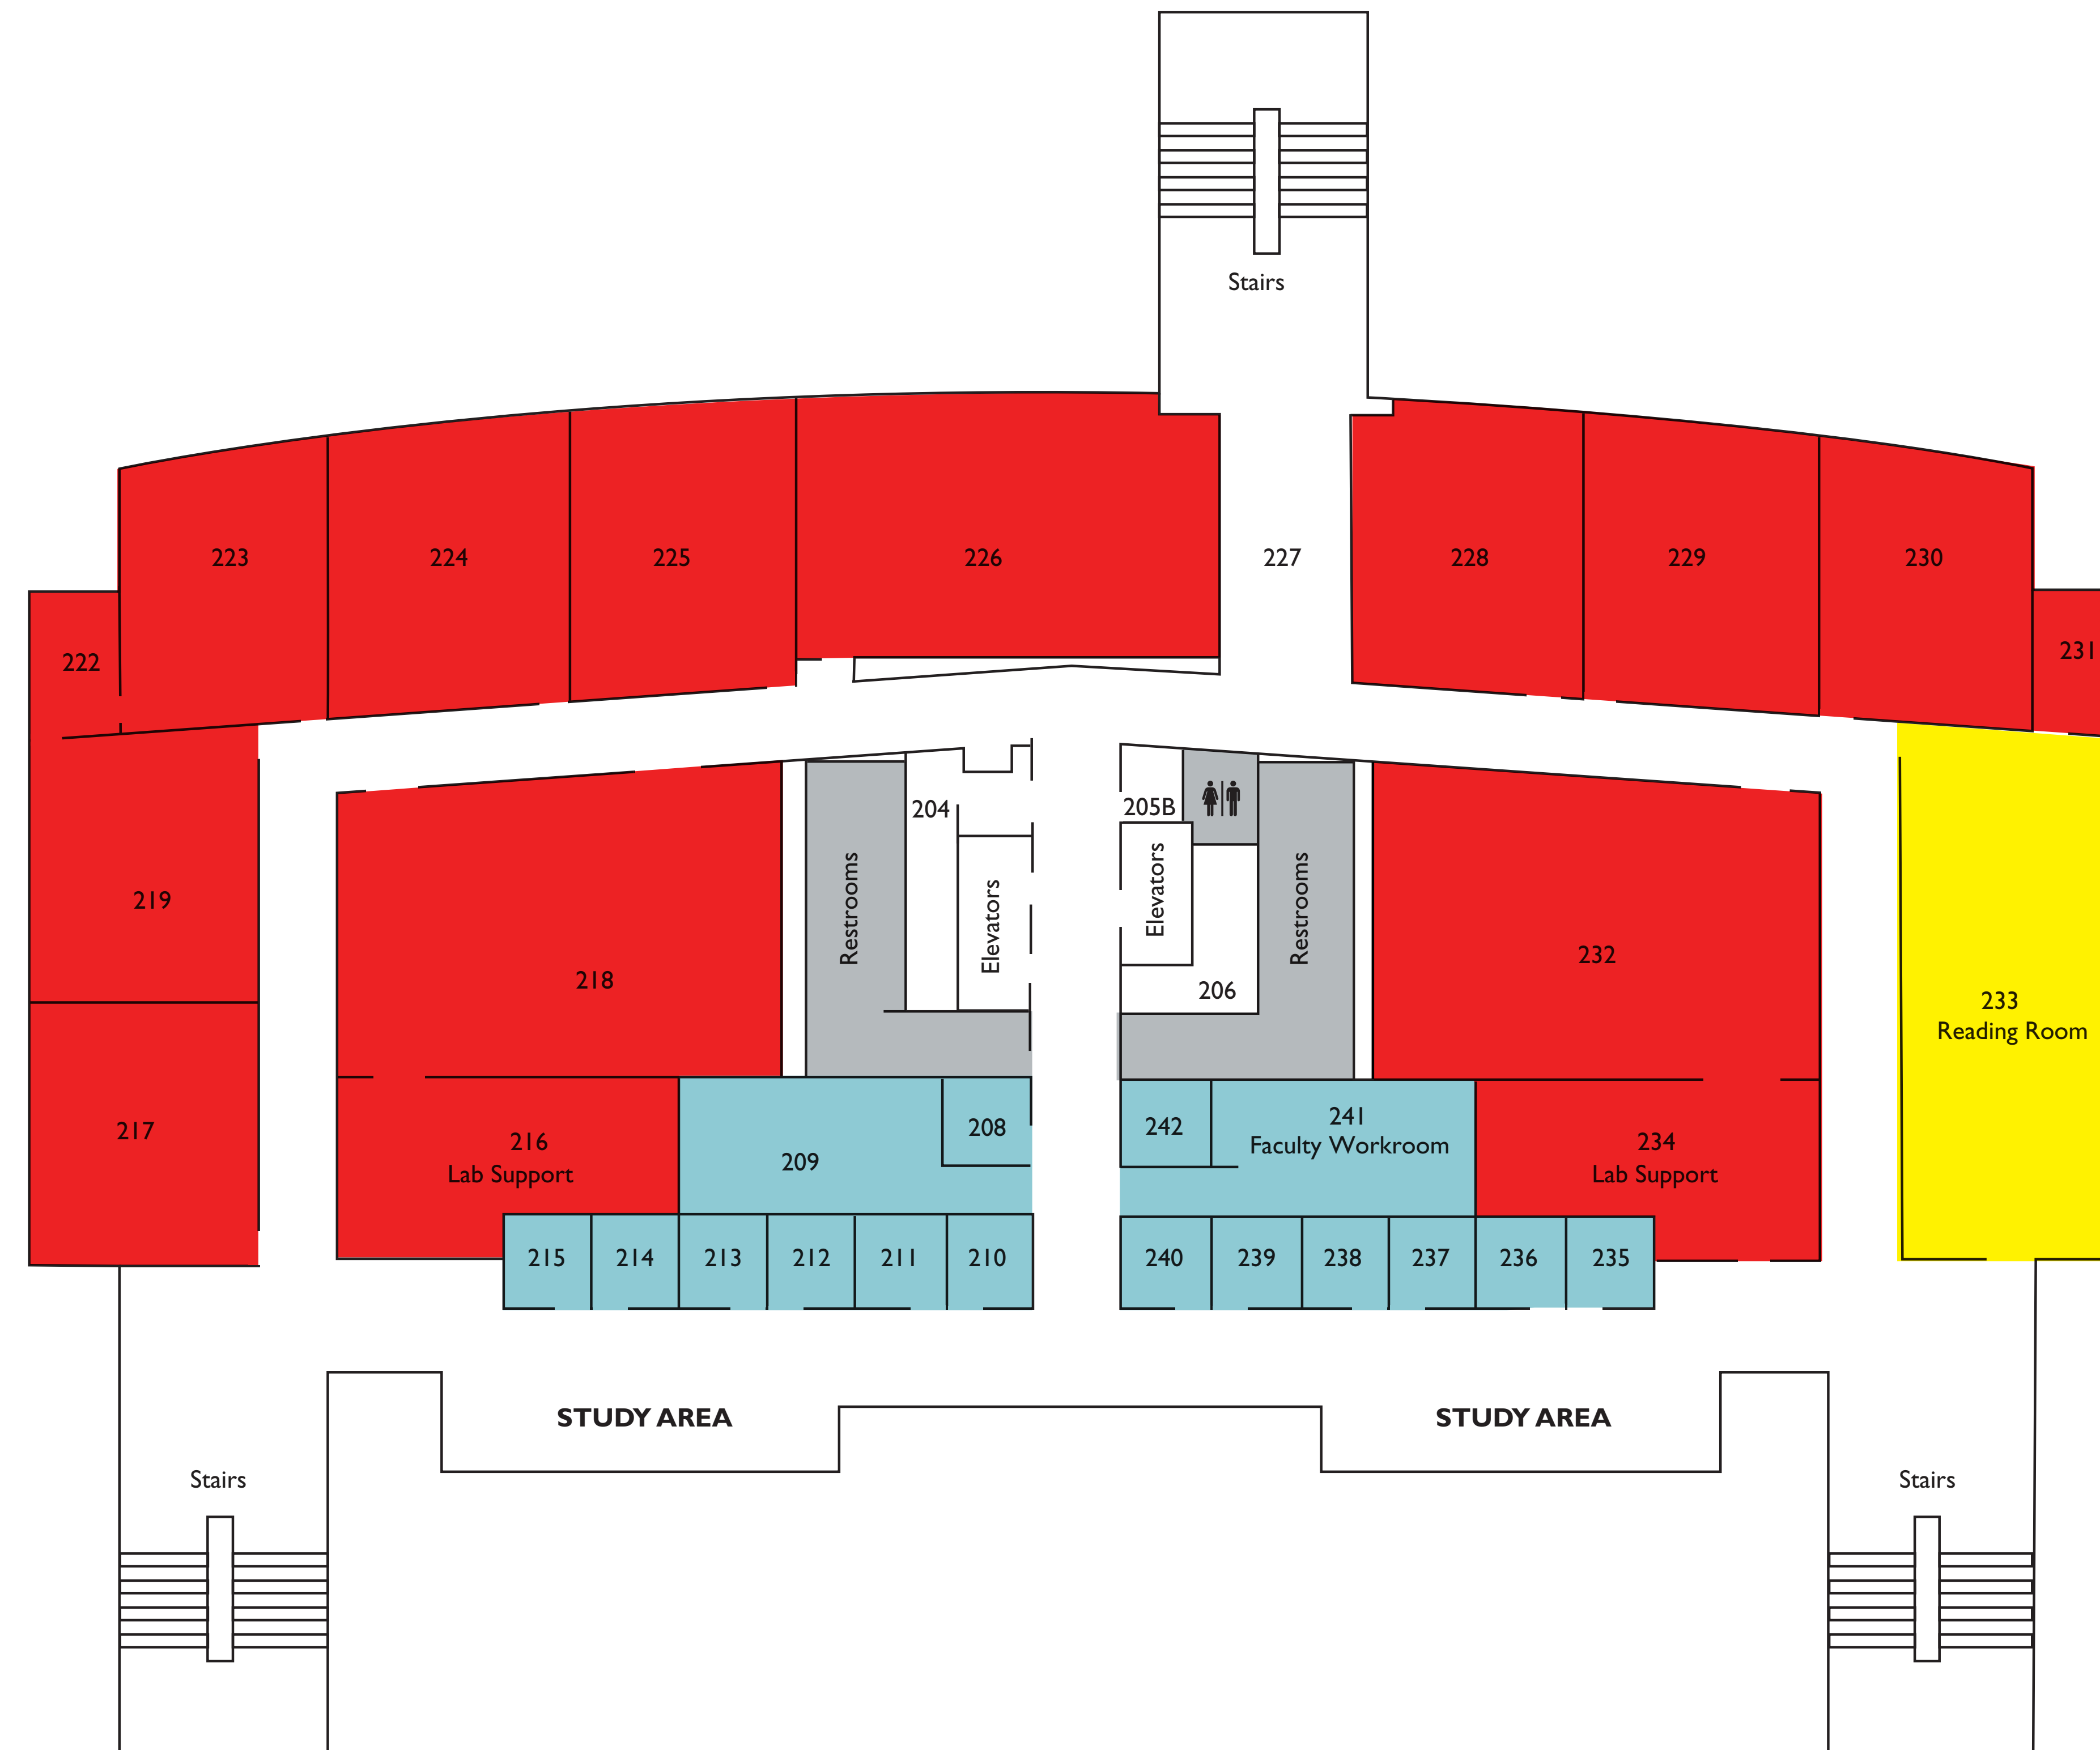 Stairs
223
224
225
226
227
228
229
230
222
231
204
205B
Restrooms
Elevators
Elevators
Restrooms
219
218
206
232
233
Reading Room
217
216
Lab Support
209
208
242
241
Faculty Workroom
234
Lab Support
215
214
213
212
211
210
240
239
238
237
236
235
STUDY AREA
STUDY AREA
Stairs
Stairs